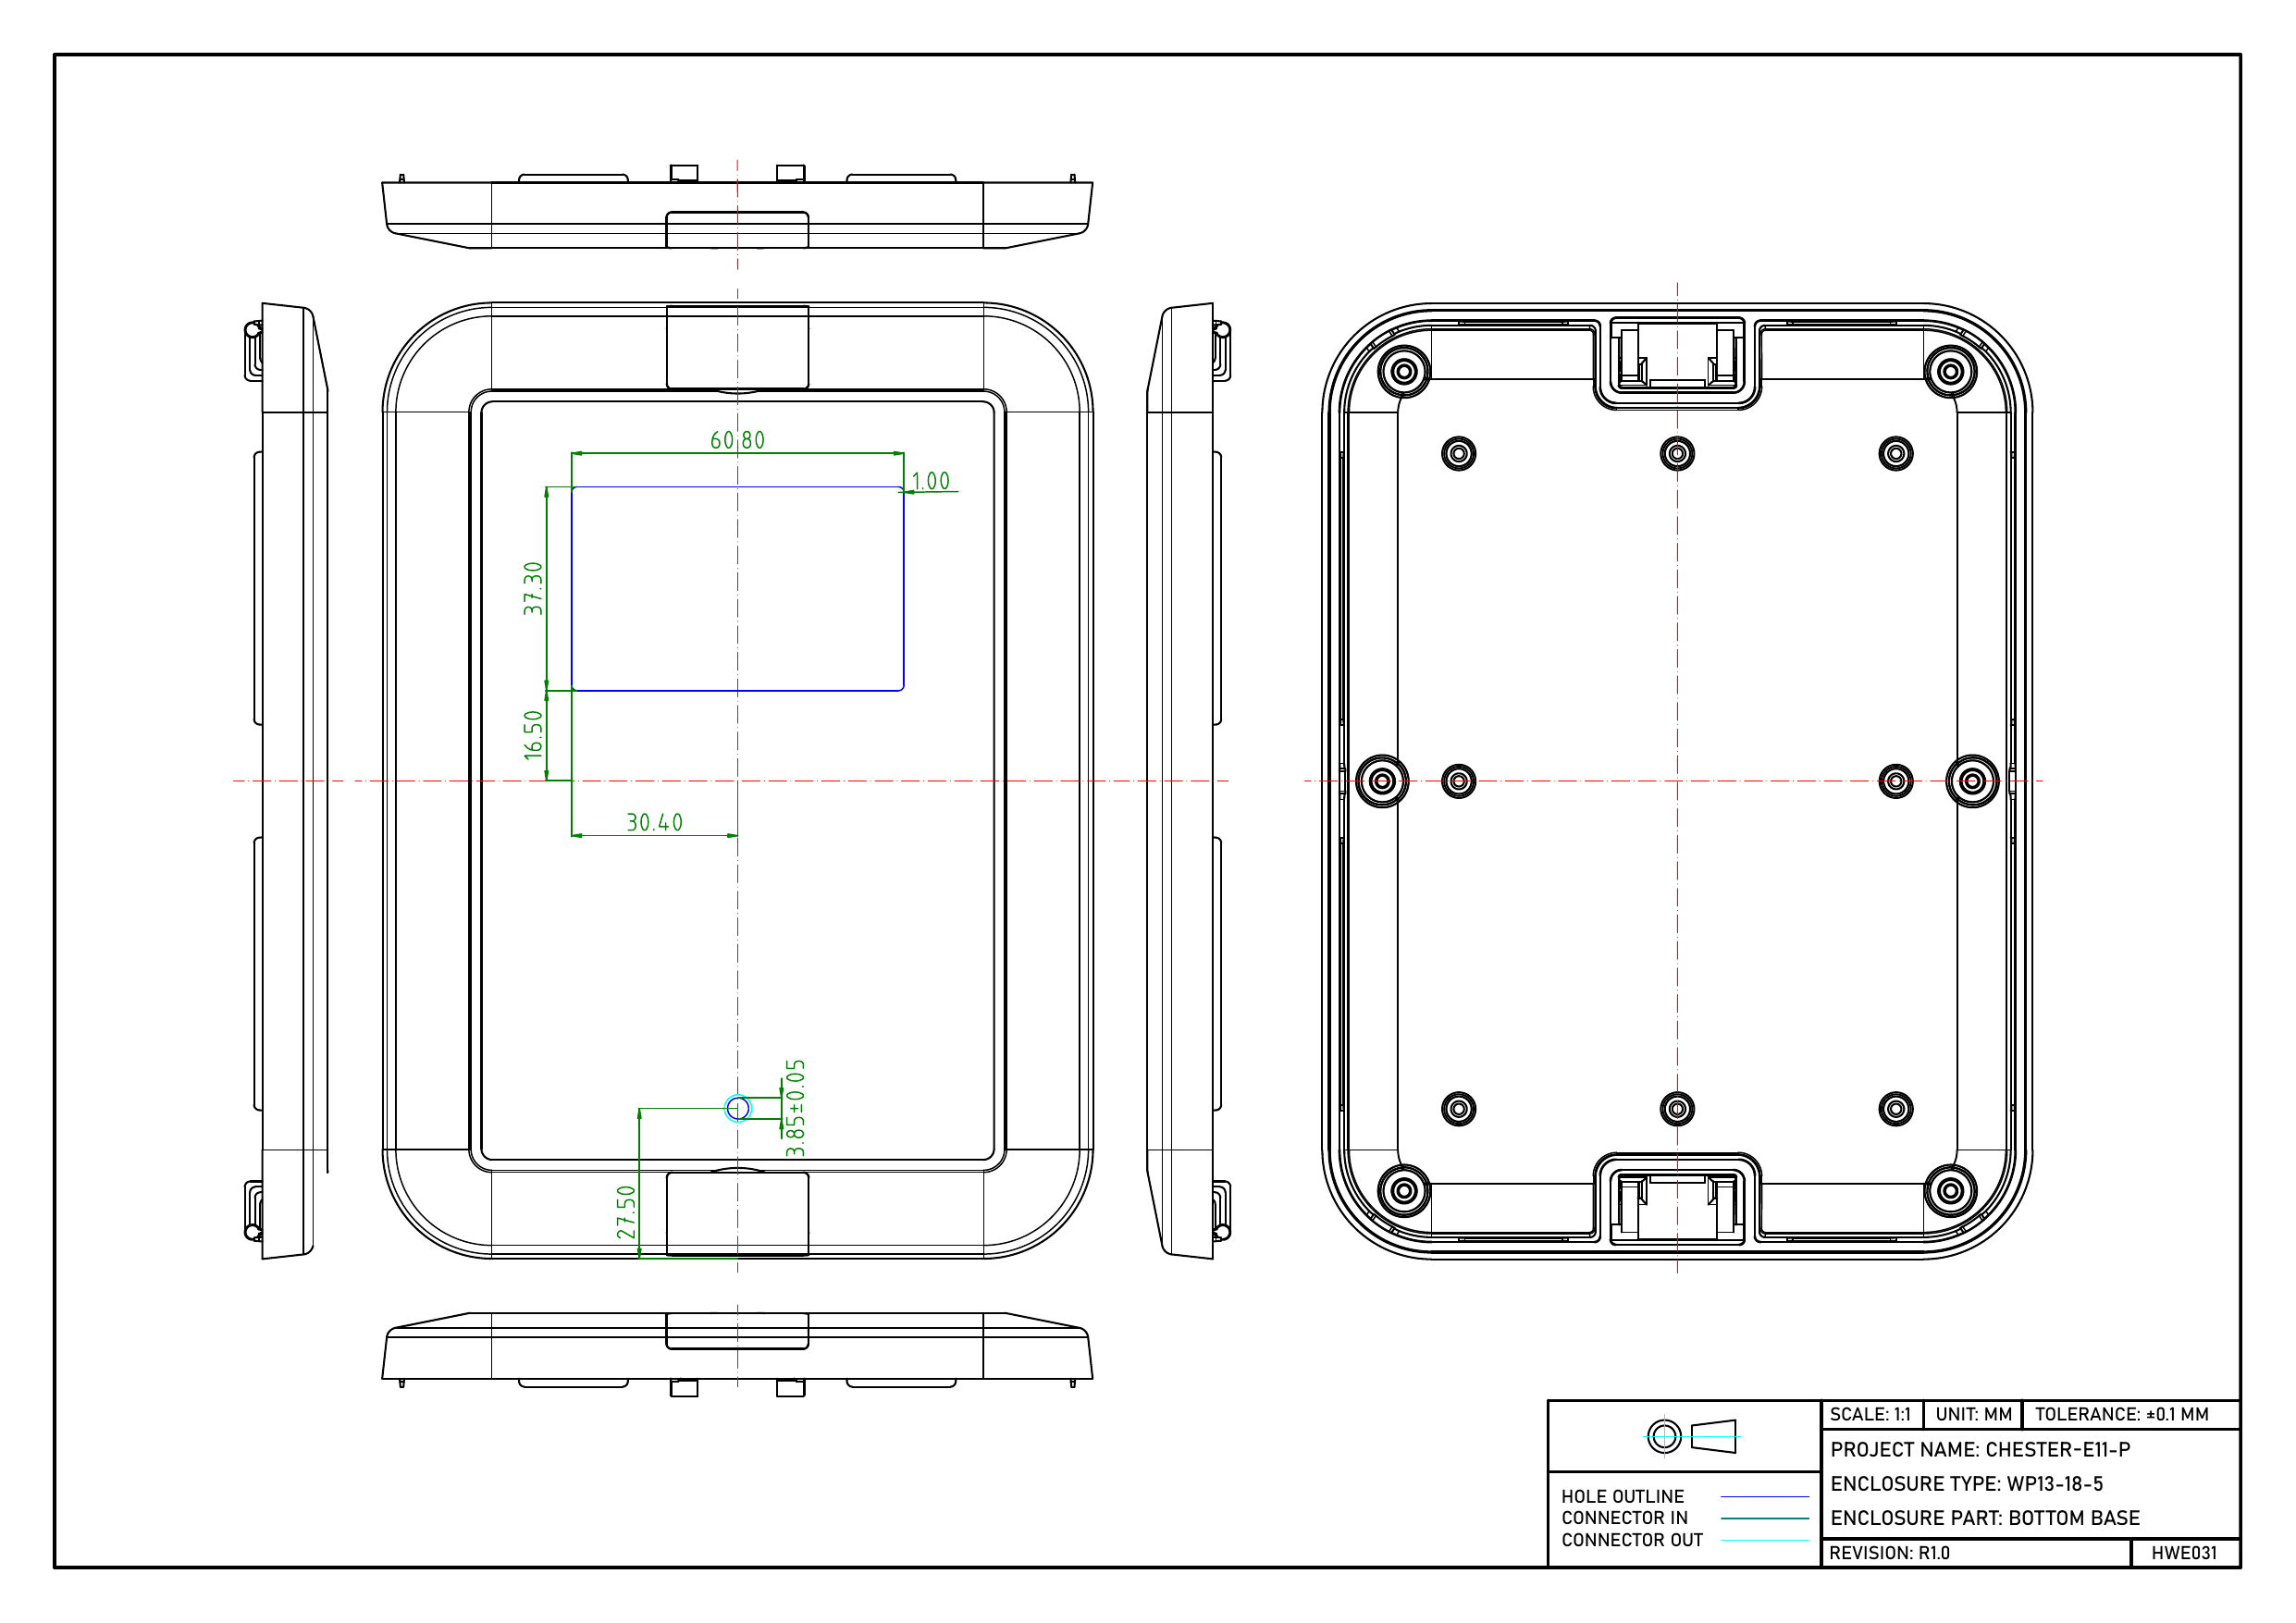 60.80
1.00
37.30
16.50
30.40
3.85±0.05
27.50
SCALE: 1:1
UNIT: MM
TOLERANCE: ±0.1 MM
PROJECT NAME: CHESTER-E11-P
ENCLOSURE TYPE: WP13-18-5
HOLE OUTLINE
CONNECTOR IN
ENCLOSURE PART: BOTTOM BASE
CONNECTOR OUT
REVISION: R1.0
HWE031